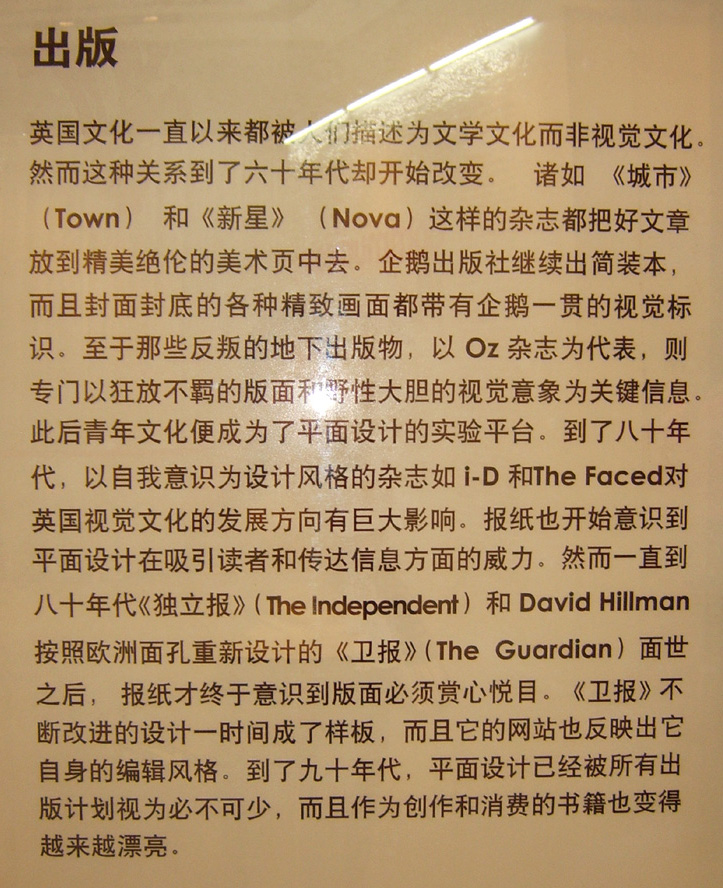 出版
英国文化一直以来都被人们描述为文学文化而非视觉文化。
然而这种关系到了六十年代却开始改变。 诸如 《城市》
（Town） 和《新星》 （Nova）这样的杂志都把好文章
放到精美绝伦的美术页中去。企鹅出版社继续出简装本，
而且封面封底的各种精致画面都带有企鹅一贯的视觉标
识。至于那些反叛的地下出版物，以 Oz 杂志为代表，则
专门以狂放不羁的版面和野性大胆的视觉意象为关键信息。
此后青年文化便成为了平面设计的实验平台。到了八十年
代，以自我意识为设计风格的杂志如 i-D 和The Faced对
英国视觉文化的发展方向有巨大影响。报纸也开始意识到
平面设计在吸引读者和传达信息方面的威力。然而一直到
八十年代《独立报》（The Independent）和 David Hillman
按照欧洲面孔重新设计的《卫报》（The Guardian）面世
之后， 报纸才终于意识到版面必须赏心悦目。《卫报》不
断改进的设计一时间成了样板，而且它的网站也反映出它
自身的编辑风格。到了九十年代，平面设计已经被所有出
版计划视为必不可少，而且作为创作和消费的书籍也变得
越来越漂亮。